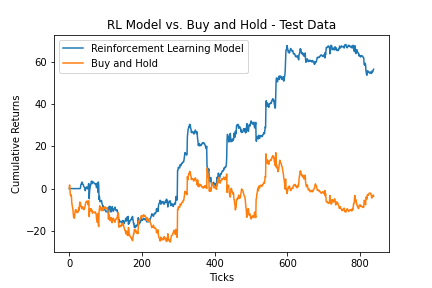 RL Model vs. Buy and Hold - Test Data
Reinforcement Learning Model
Buy and Hold
Cumulative Returns
60
40
20
0
−20
0
200
400
600
800
Ticks